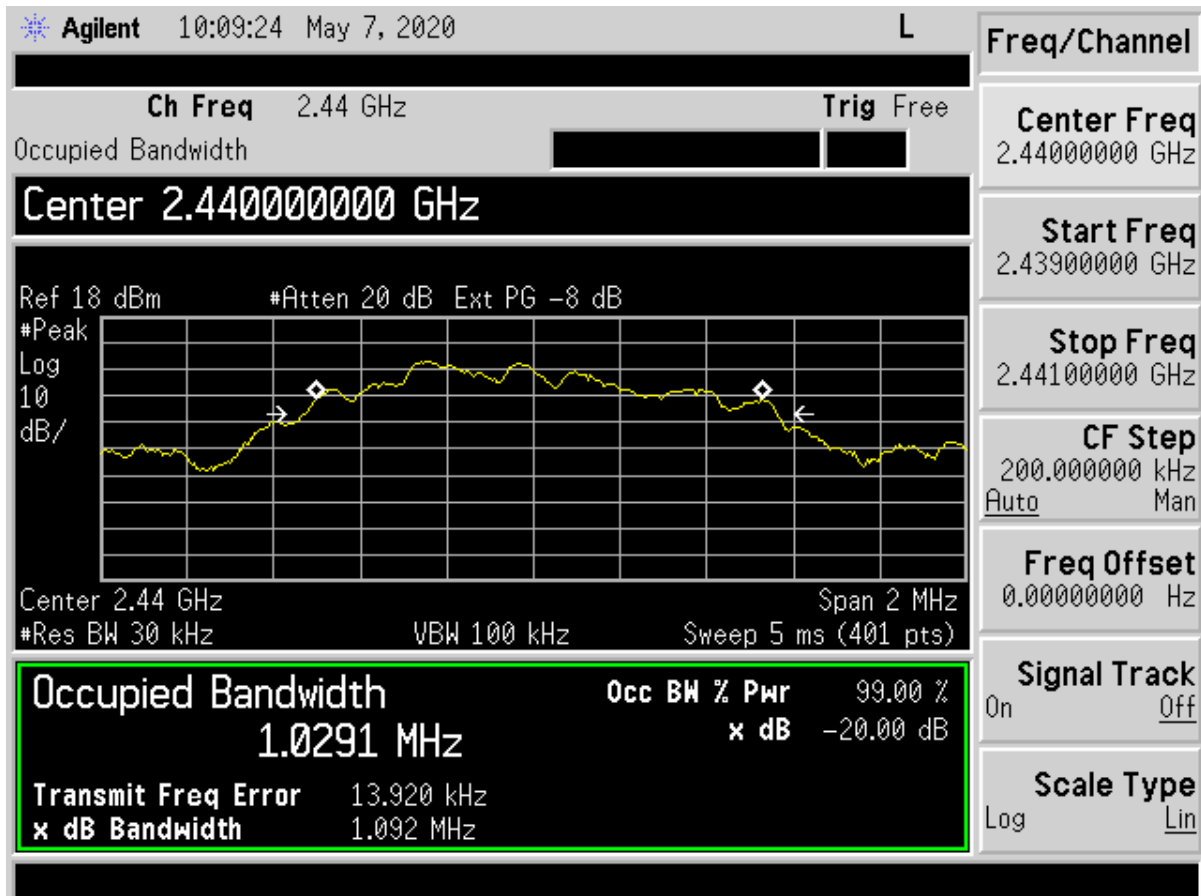 Agilent 10:09:24 May 7, 2020 L
Freq/Channel
Ch Freq 2.44 GHz Trig Free
Occupied Bandwidth
Center 2.440000000 GHz
Ref 18 dBm #Atten 20 dB Ext PG -8 dB
#Peak
Log
10
dB/
Center 2.44 GHz Span 2 MHz
#Res BW 30 kHz VBW 100 kHz Sweep 5 ms (401 pts)
Occupied Bandwidth
1.0291 MHz
Occ BW % Pwr 99.00 %
x dB -20.00 dB
Transmit Freq Error 13.920 kHz
x dB Bandwidth 1.092 MHz
Center Freq
2.44000000 GHz
Start Freq
2.43900000 GHz
Stop Freq
2.44100000 GHz
CF Step
200.000000 kHz
Auto Man
Freq Offset
0.00000000 Hz
Signal Track
On Off
Scale Type
Log Lin